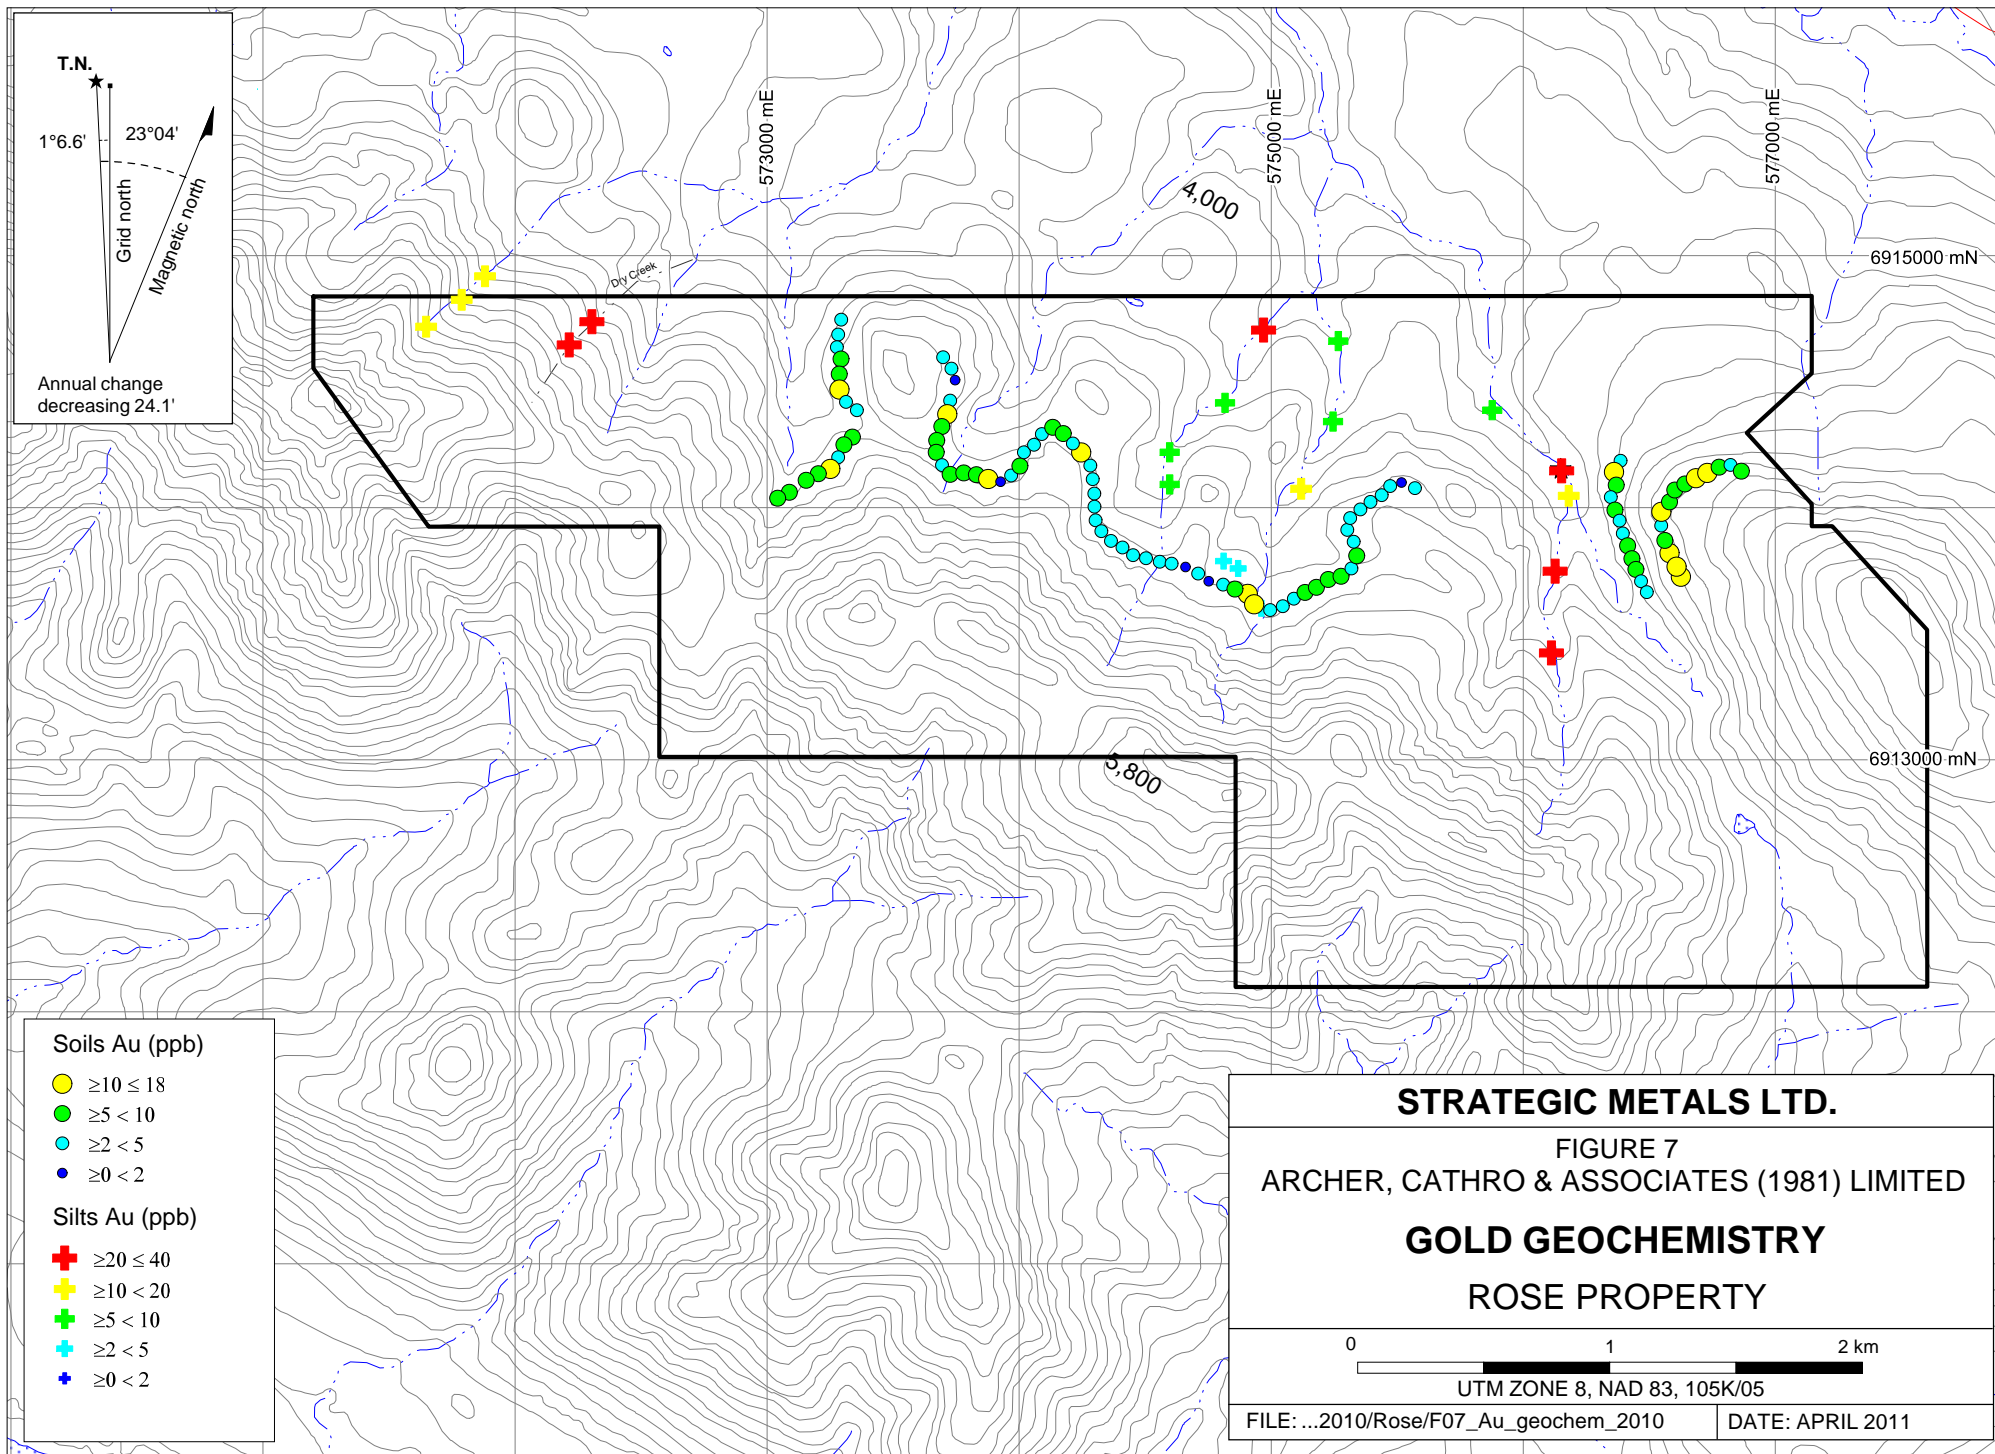 T.N.
1°6.6'
23°04'
Grid north
Magnetic north
Annual change
decreasing 24.1'
573000 mE
575000 mE
577000 mE
4,000
6915000 mN
Dry Creek
5,800
6913000 mN
Soils Au (ppb)
≥10 ≤ 18
≥5 < 10
≥2 < 5
≥0 < 2
Silts Au (ppb)
≥20 ≤ 40
≥10 < 20
≥5 < 10
≥2 < 5
≥0 < 2
STRATEGIC METALS LTD.
FIGURE 7
ARCHER, CATHRO & ASSOCIATES (1981) LIMITED
GOLD GEOCHEMISTRY
ROSE PROPERTY
0 1 2 km
UTM ZONE 8, NAD 83, 105K/05
FILE: ...2010/Rose/F07_Au_geochem_2010
DATE: APRIL 2011